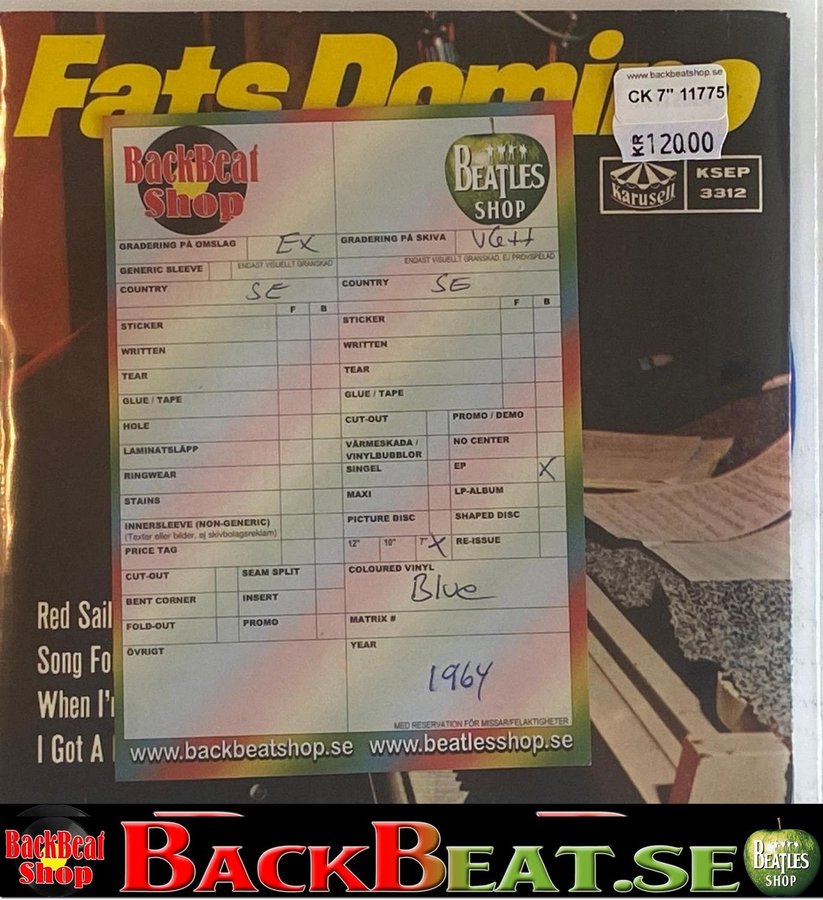 Fats Domino
www.backbeatshop.se
CK 7" 11775
KR 120.00
Karusell
KSEP
3312
BackBeat
Shop
BEATLES
SHOP
GRADERING PÅ OMSLAG EX
GRADERING PÅ SKIVA VG++
GENERIC SLEEVE
ENDAST VISUELLT GRANSKAD
ENDAST VISUELLT GRANSKAD, EJ PROVSPELAD
COUNTRY SE
COUNTRY SE
F B
F B
STICKER
STICKER
WRITTEN
WRITTEN
TEAR
TEAR
GLUE / TAPE
GLUE / TAPE
HOLE
CUT-OUT
PROMO / DEMO
LAMINATSLÄPP
VÄRMESKADA /
VINYLBUBBLOR
NO CENTER
RINGWEAR
SINGEL
EP X
STAINS
MAXI
LP-ALBUM
INNERSLEEVE (NON-GENERIC)
(Texter eller bilder, ej skivbolagsreklam)
PICTURE DISC
SHAPED DISC
PRICE TAG
12" 10" 7" X
RE-ISSUE
CUT-OUT
SEAM SPLIT
COLOURED VINYL
Blue
BENT CORNER
INSERT
FOLD-OUT
PROMO
MATRIX #
ÖVRIGT
YEAR
1964
MED RESERVATION FÖR MISSAR/FELAKTIGHETER
www.backbeatshop.se www.beatlesshop.se
Red Sail
Song Fo
When I'
I Got A
BackBeat
Shop
BACKBEAT.SE
BEATLES
SHOP